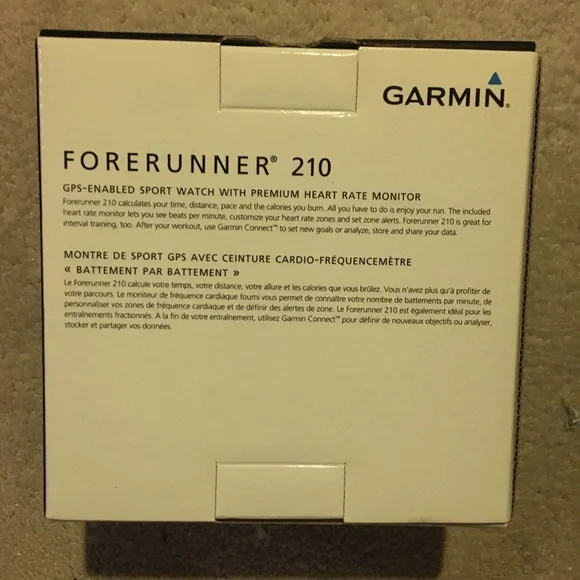 GARMIN.
FORERUNNER® 210
GPS-ENABLED SPORT WATCH WITH PREMIUM HEART RATE MONITOR
Forerunner 210 calculates your time, distance, pace and the calories you burn. All you have to do is enjoy your run. The included
heart rate monitor lets you see beats per minute, customize your heart rate zones and set zone alerts. Forerunner 210 is great for
interval training, too. After your workout, use Garmin Connect™ to set new goals or analyze, store and share your data.
MONTRE DE SPORT GPS AVEC CEINTURE CARDIO-FRÉQUENCEMÈTRE
« BATTEMENT PAR BATTEMENT »
Le Forerunner 210 calcule votre temps, votre distance, votre allure et les calories que vous brûlez. Vous n'avez plus qu'à profiter de
votre parcours. Le moniteur de fréquence cardiaque fourni vous permet de connaître votre nombre de battements par minute, de
personnaliser vos zones de fréquence cardiaque et de définir des alertes de zone. Le Forerunner 210 est également idéal pour les
entraînements fractionnés. A la fin de votre entraînement, utilisez Garmin Connect™ pour définir de nouveaux objectifs ou analyser,
stocker et partager vos données.